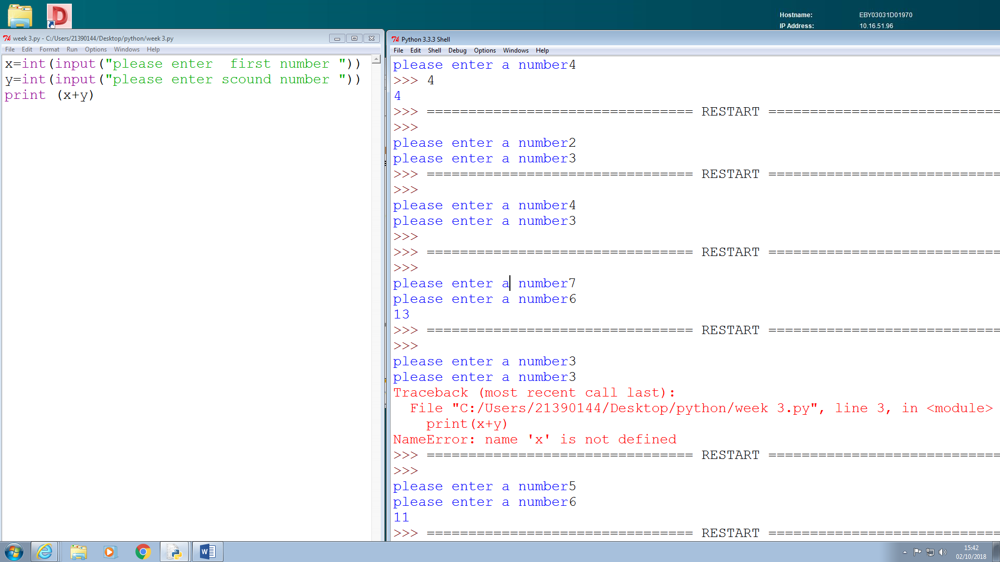 Hostname: EBY03031D01970
IP Address: 10.16.51.96
week 3.py - C:/Users/21390144/Desktop/python/week 3.py
File Edit Format Run Options Windows Help
x=int(input("please enter  first number "))
y=int(input("please enter scound number "))
print (x+y)
Python 3.3.3 Shell
File Edit Shell Debug Options Windows Help
please enter a number4
>>> 4
4
>>> ================================ RESTART ============================
>>>
please enter a number2
please enter a number3
>>> ================================ RESTART ============================
>>>
please enter a number4
please enter a number3
>>>
>>> ================================ RESTART ============================
>>>
please enter a number7
please enter a number6
13
>>> ================================ RESTART ============================
>>>
please enter a number3
please enter a number3
Traceback (most recent call last):
  File "C:/Users/21390144/Desktop/python/week 3.py", line 3, in <module>
    print(x+y)
NameError: name 'x' is not defined
>>> ================================ RESTART ============================
>>>
please enter a number5
please enter a number6
11
>>> ================================ RESTART ============================
15:42
02/10/2018